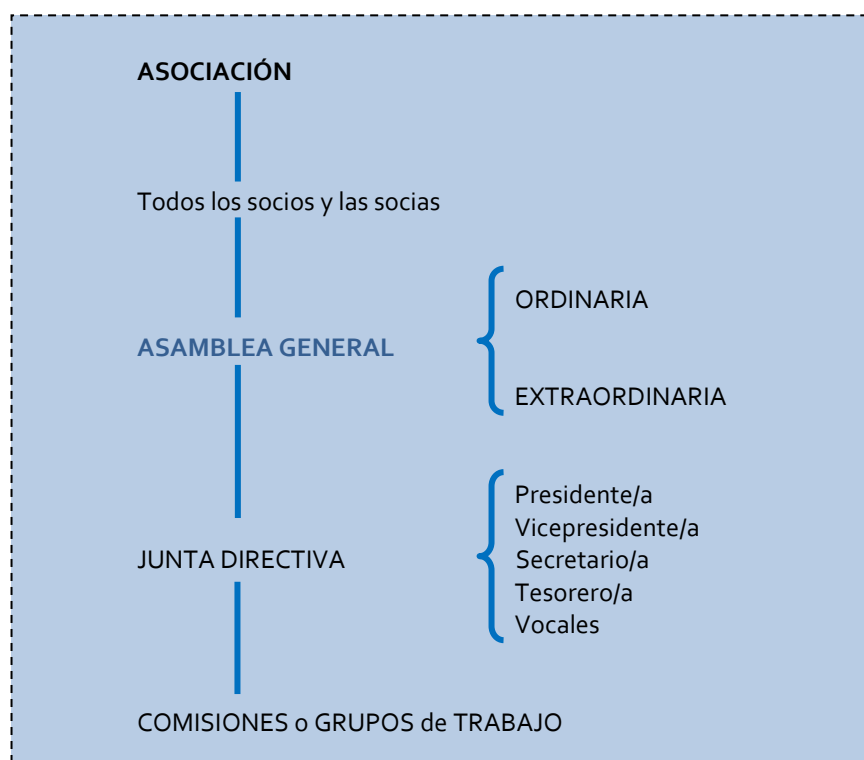 ASOCIACIÓN
Todos los socios y las socias
ASAMBLEA GENERAL
ORDINARIA
EXTRAORDINARIA
JUNTA DIRECTIVA
Presidente/a
Vicepresidente/a
Secretario/a
Tesorero/a
Vocales
COMISIONES o GRUPOS de TRABAJO